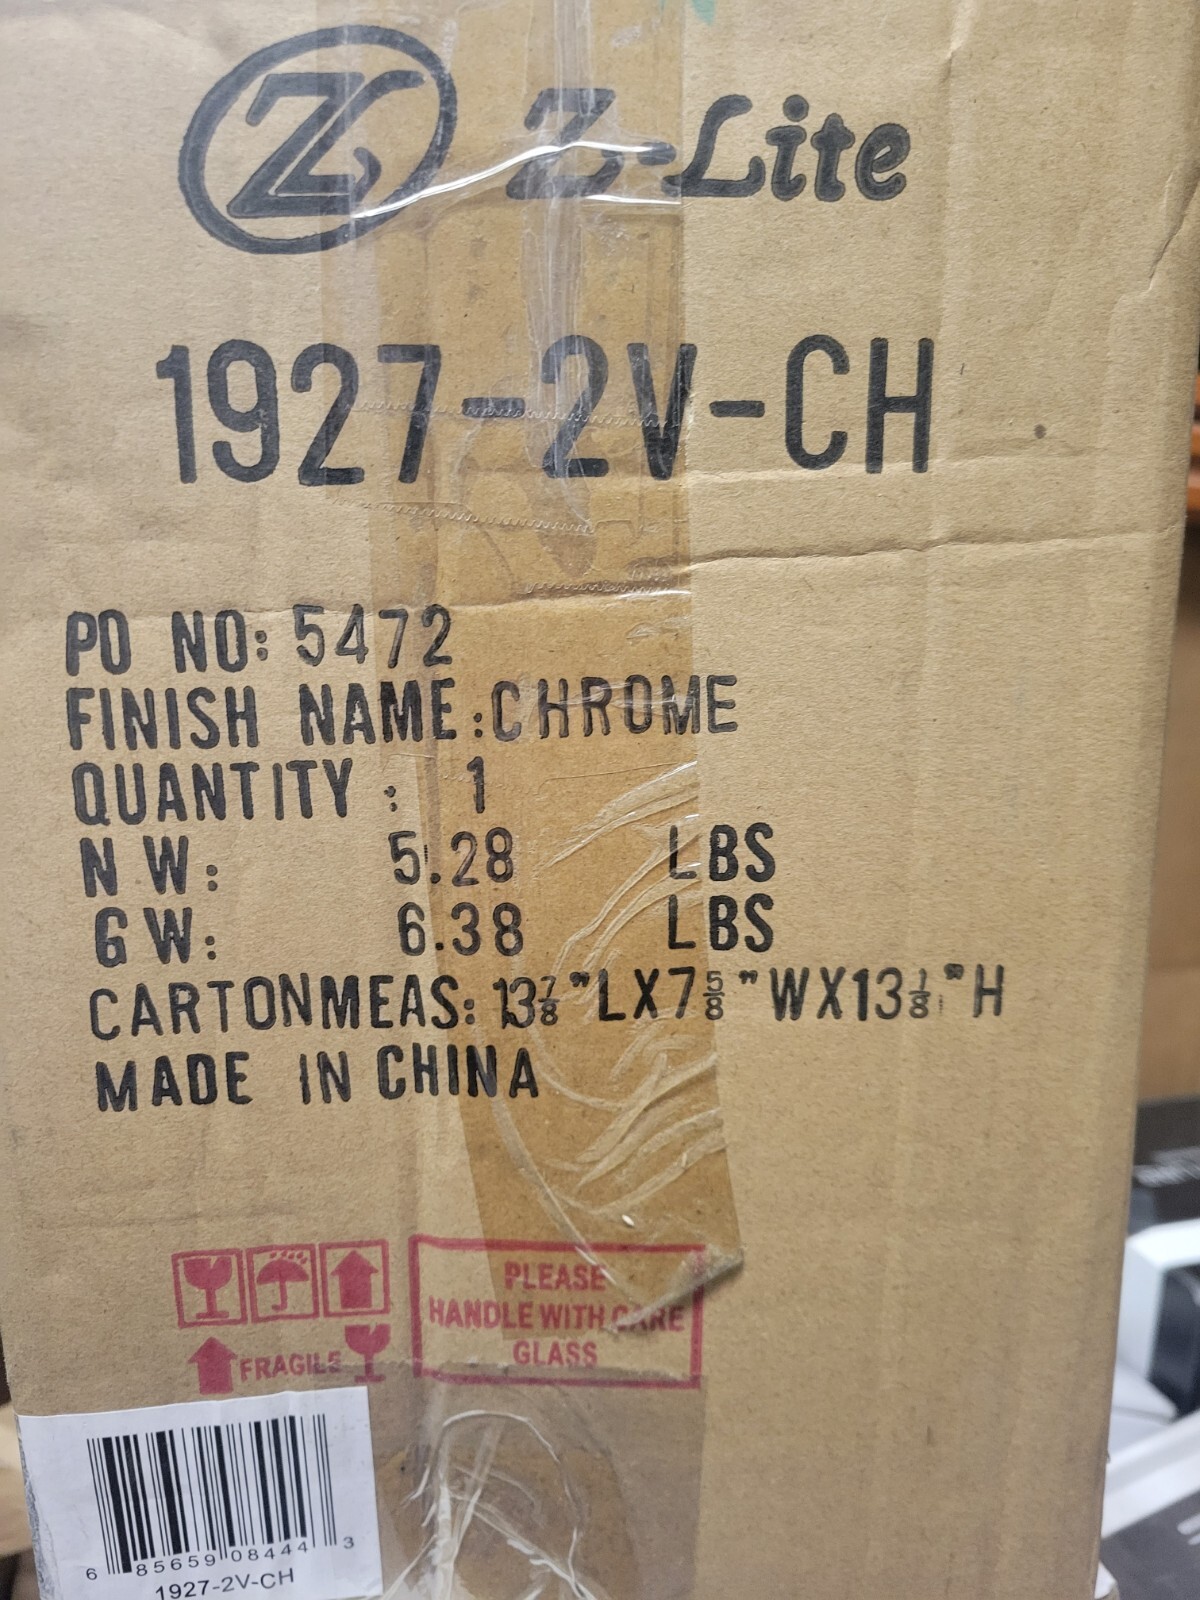 Z-Lite
1927-2V-CH
PO NO: 5472
FINISH NAME:CHROME
QUANTITY : 1
N W: 5.28 LBS
G W: 6.38 LBS
CARTONMEAS: 13⅞"LX7⅝"WX13⅛"H
MADE IN CHINA
PLEASE
HANDLE WITH CARE
GLASS
FRAGILE
6 85659 08444 3
1927-2V-CH